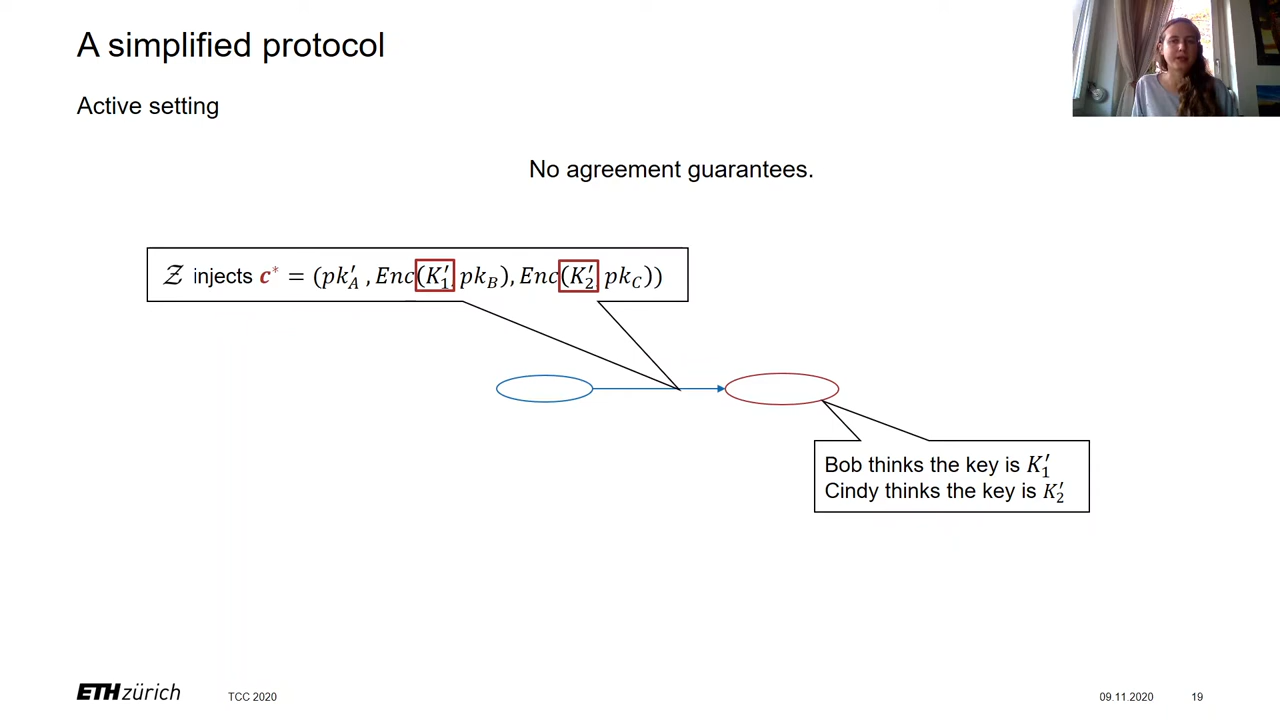 A simplified protocol
Active setting
No agreement guarantees.
𝒵 injects c* = (pk′_A , Enc(K′_1, pk_B), Enc(K′_2, pk_C))
Bob thinks the key is K′_1
Cindy thinks the key is K′_2
ETH zürich
TCC 2020
09.11.2020
19